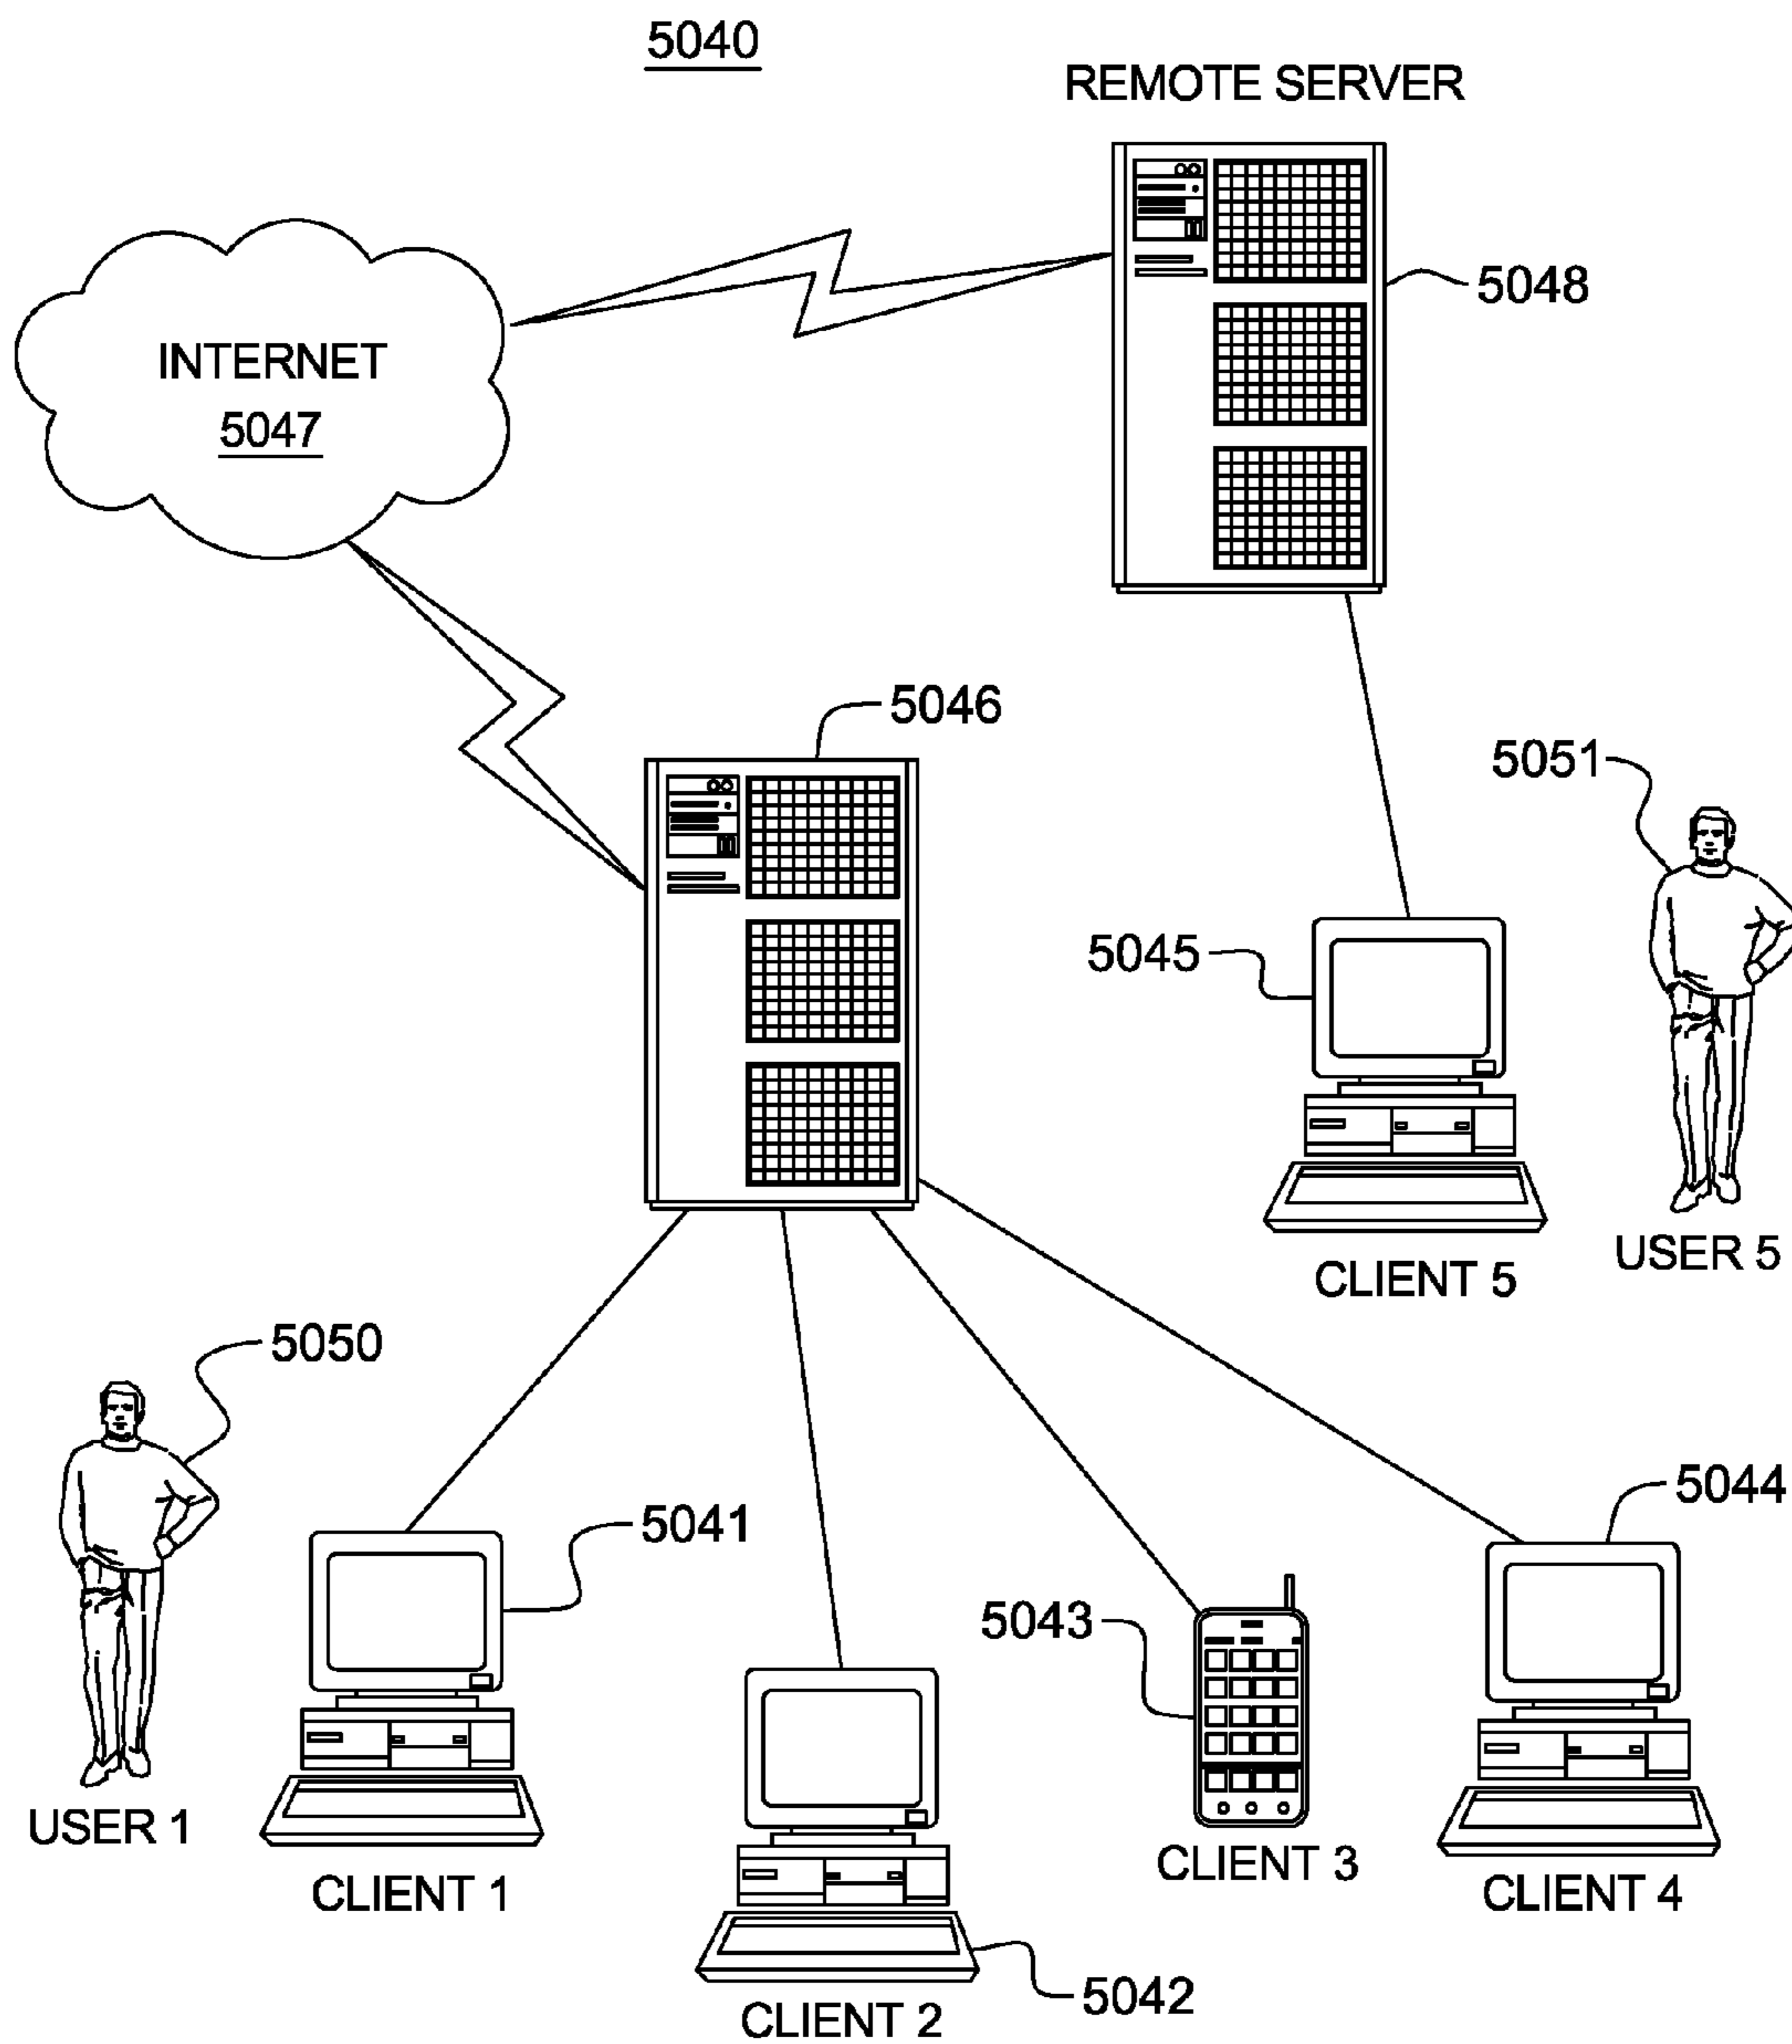 5040
REMOTE SERVER
5048
INTERNET
5047
5046
5051
5045
USER 5
CLIENT 5
5050
5044
5041
5043
USER 1
CLIENT 3
CLIENT 1
CLIENT 4
5042
CLIENT 2